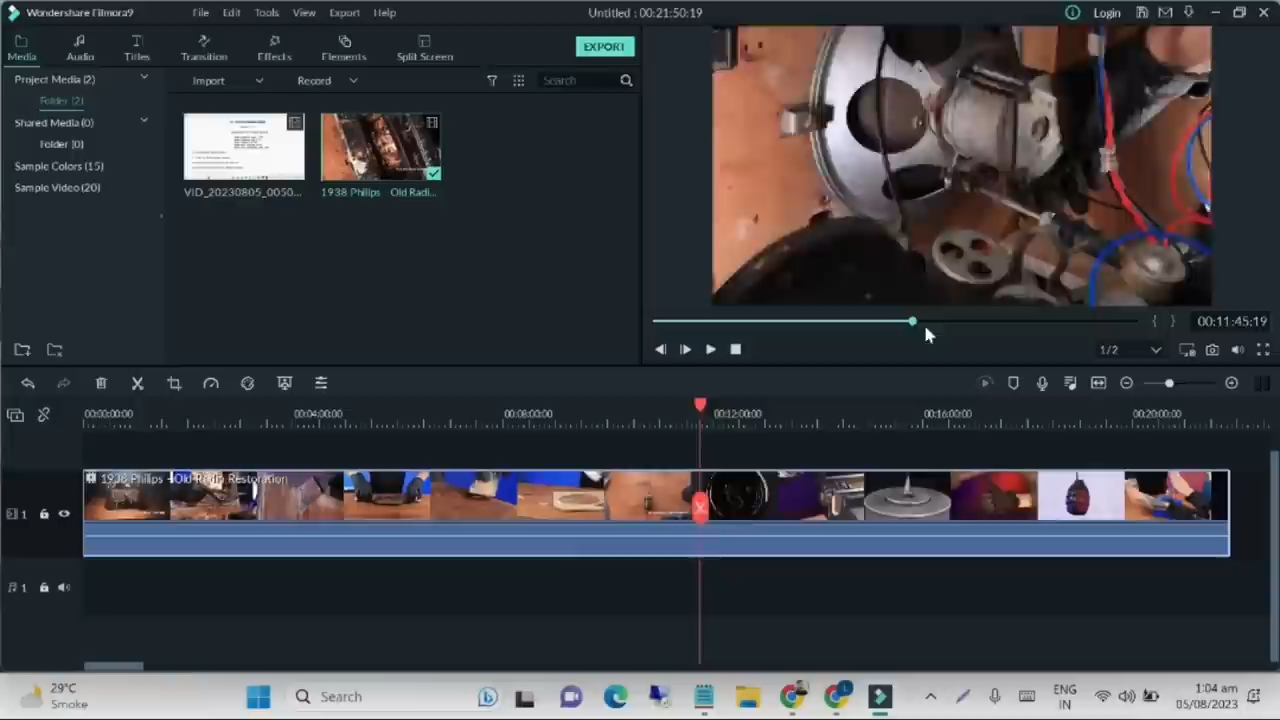 Wondershare Filmora9
File Edit Tools View Export Help
Untitled : 00:21:50:19
Login
Media Audio Titles Transition Effects Elements Split Screen
EXPORT
Project Media (2)
Folder (2)
Shared Media (0)
Folder (0)
Sample Colors (15)
Sample Video (20)
Import Record Search
VID_20230805_0050...
1938 Philips Old Radi...
00:11:45:19
1/2
00:00:00:00 00:04:00:00 00:08:00:00 00:12:00:00 00:16:00:00 00:20:00:00
1938 Philips - Old Radio Restoration
1
1
29°C
Smoke
Search
ENG
IN
1:04 am
05/08/2023